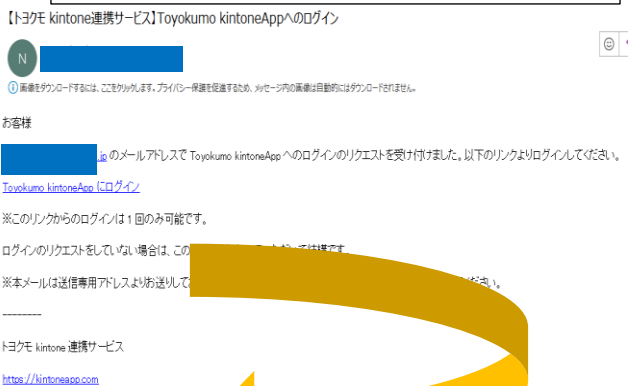 【トヨクモ kintone連携サービス】Toyokumo kintoneAppへのログイン
N
画像をダウンロードするには、ここをクリックします。プライバシー保護を促進するため、メッセージ内の画像は自動的にはダウンロードされません。
お客様
.jp のメールアドレスで Toyokumo kintoneApp へのログインのリクエストを受け付けました。以下のリンクよりログインしてください。
Toyokumo kintoneApp にログイン
※このリンクからのログインは 1 回のみ可能です。
ログインのリクエストをしていない場合は、この 結構です。
※本メールは送信専用アドレスよりお送りして ださい。
--------
トヨクモ kintone 連携サービス
https://kintoneapp.com